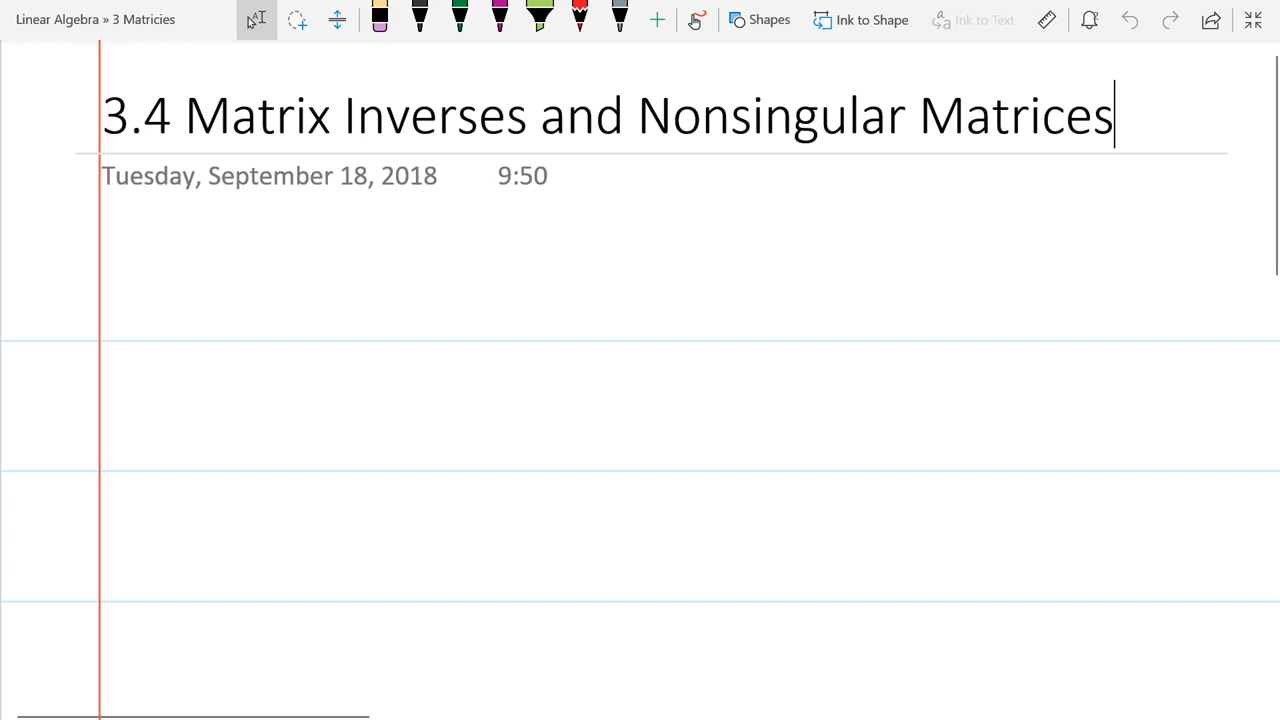 Linear Algebra » 3 Matricies
Shapes
Ink to Shape
Ink to Text
3.4 Matrix Inverses and Nonsingular Matrices
Tuesday, September 18, 2018 9:50